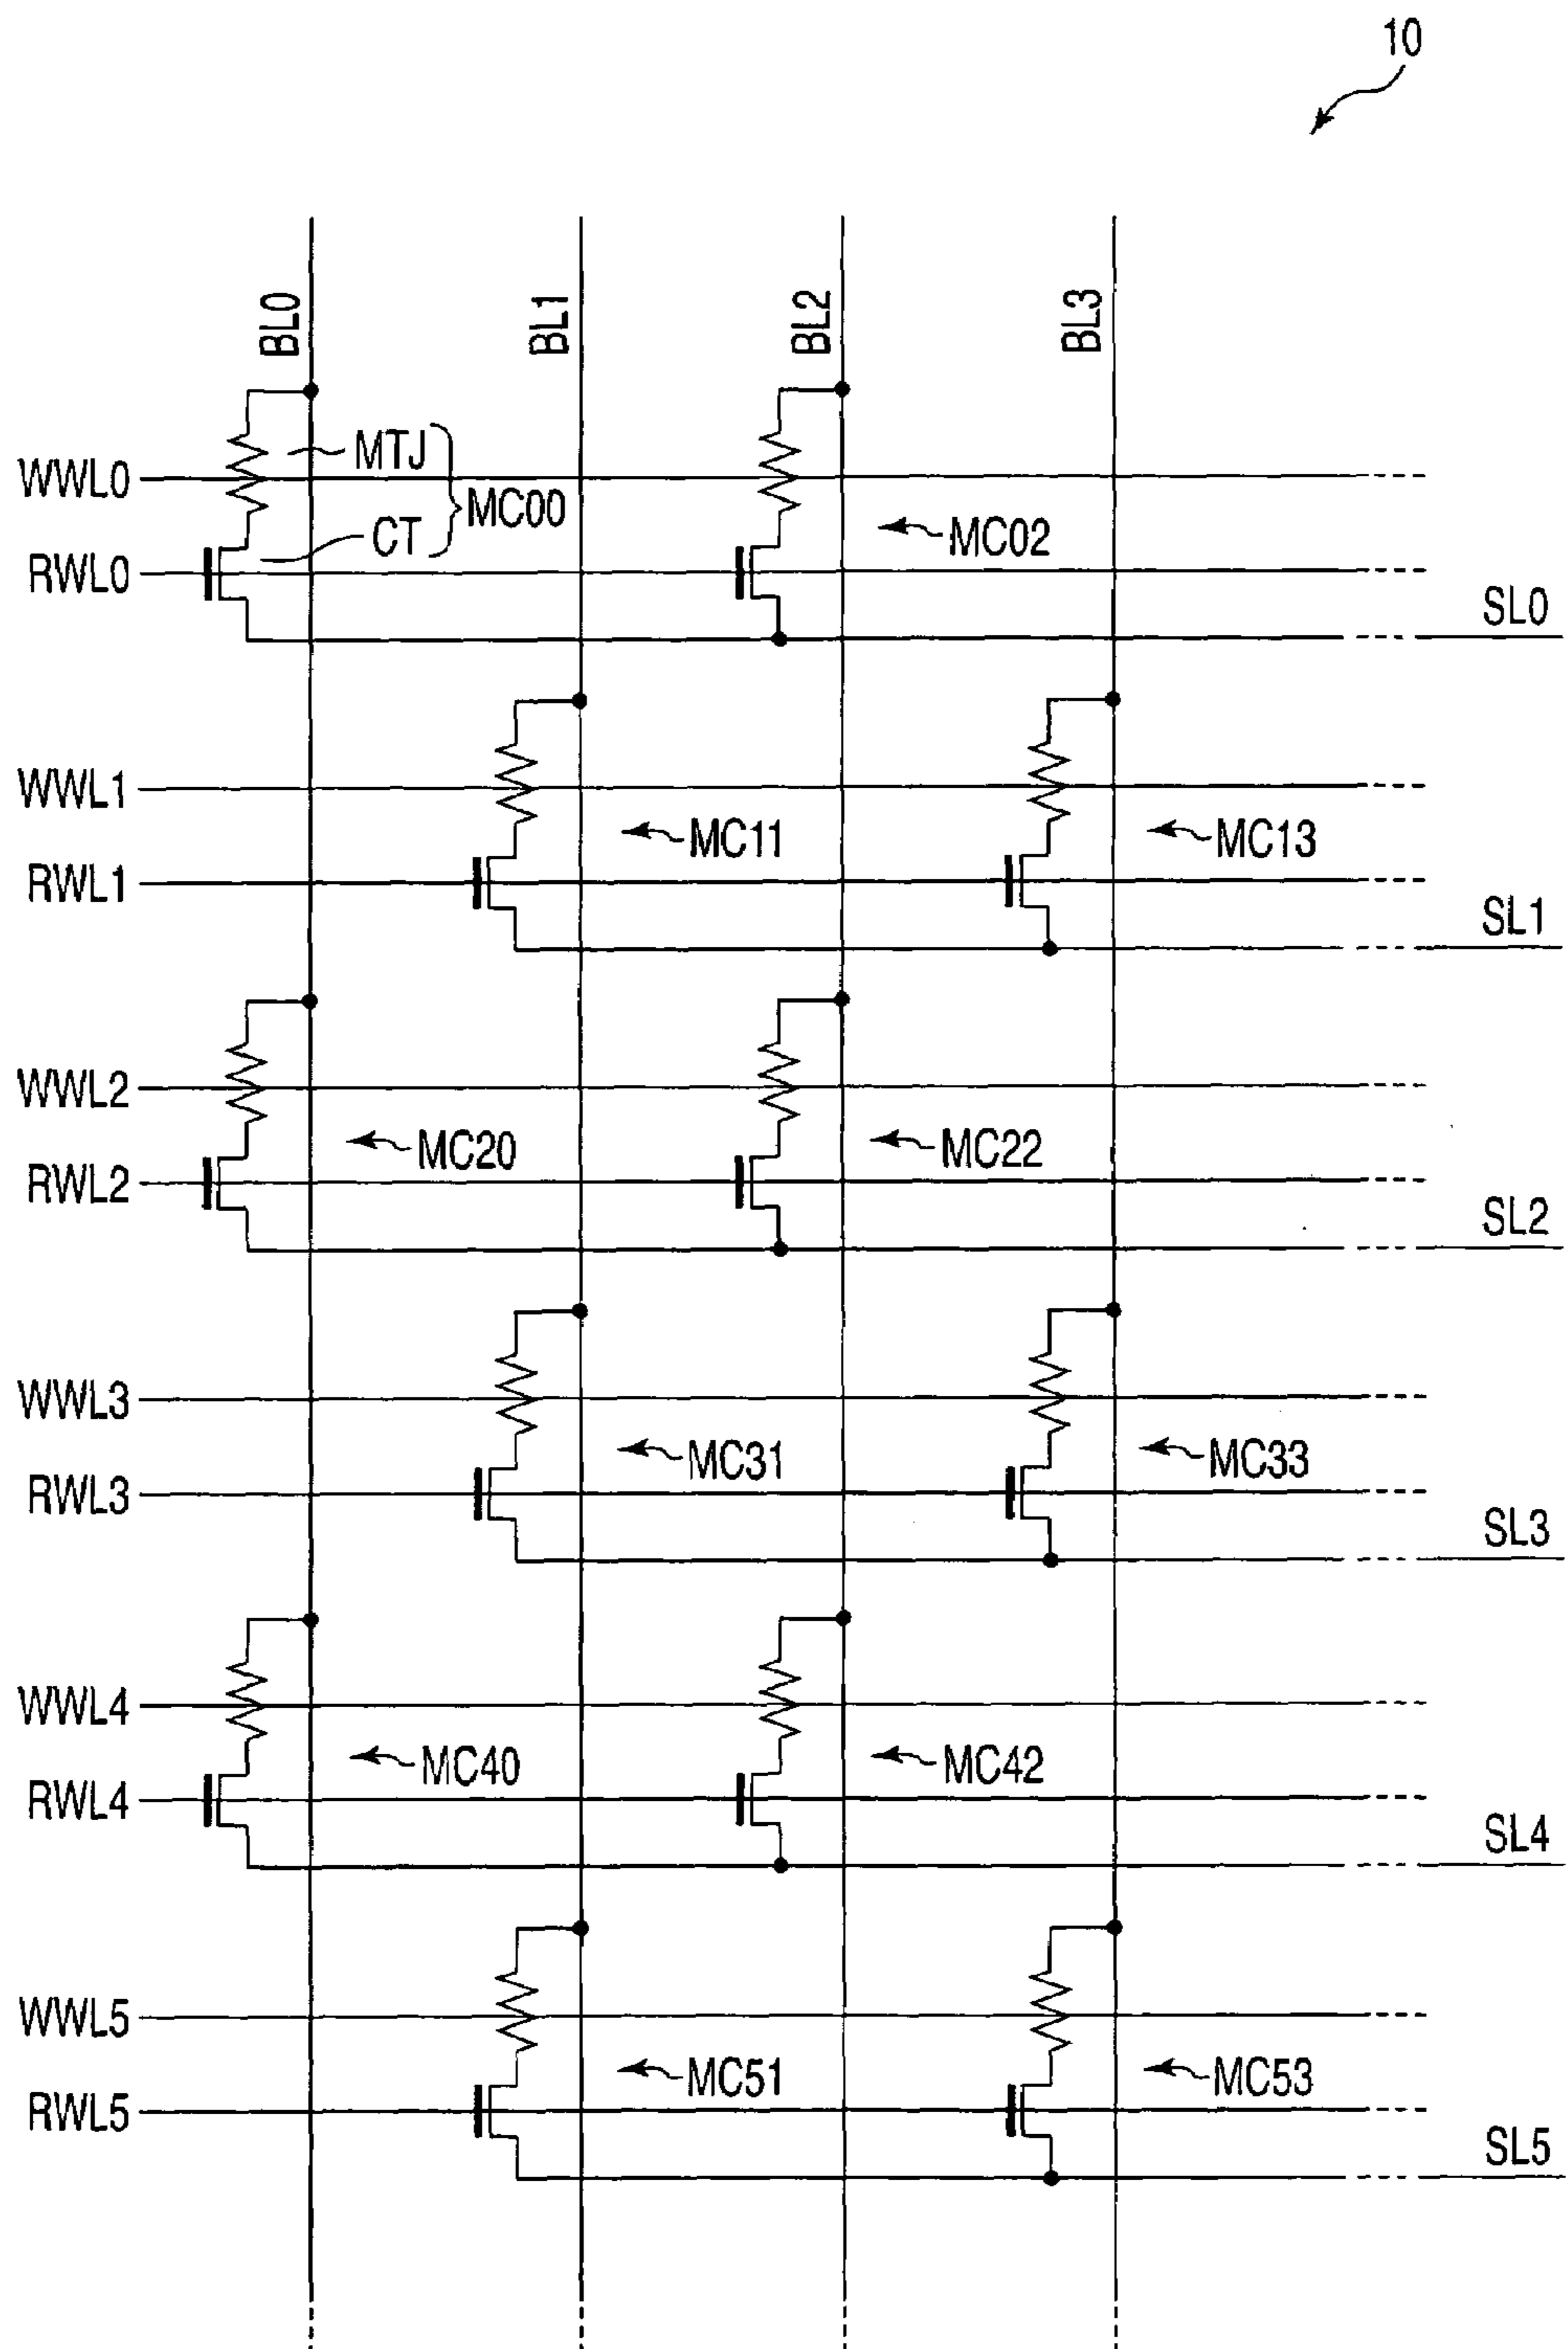 10
BL0
BL1
BL2
BL3
WWL0
MTJ
MC00
CT
MC02
RWL0
SL0
WWL1
MC11
MC13
RWL1
SL1
WWL2
MC20
MC22
RWL2
SL2
WWL3
MC31
MC33
RWL3
SL3
WWL4
MC40
MC42
RWL4
SL4
WWL5
MC51
MC53
RWL5
SL5